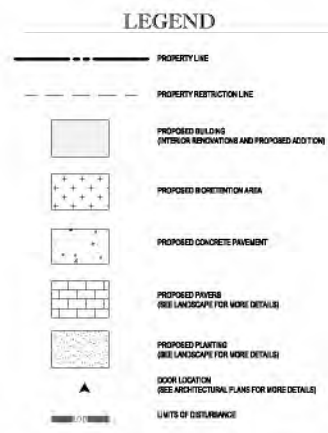 LEGEND
PROPERTY LINE
PROPERTY RESTRICTION LINE
PROPOSED BUILDING
(INTERIOR RENOVATIONS AND PROPOSED ADDITION)
PROPOSED BIORETENTION AREA
PROPOSED CONCRETE PAVEMENT
PROPOSED PAVERS
(SEE LANDSCAPE FOR MORE DETAILS)
PROPOSED PLANTING
(SEE LANDSCAPE FOR MORE DETAILS)
DOOR LOCATION
(SEE ARCHITECTURAL PLANS FOR MORE DETAILS)
LOD
LIMITS OF DISTURBANCE